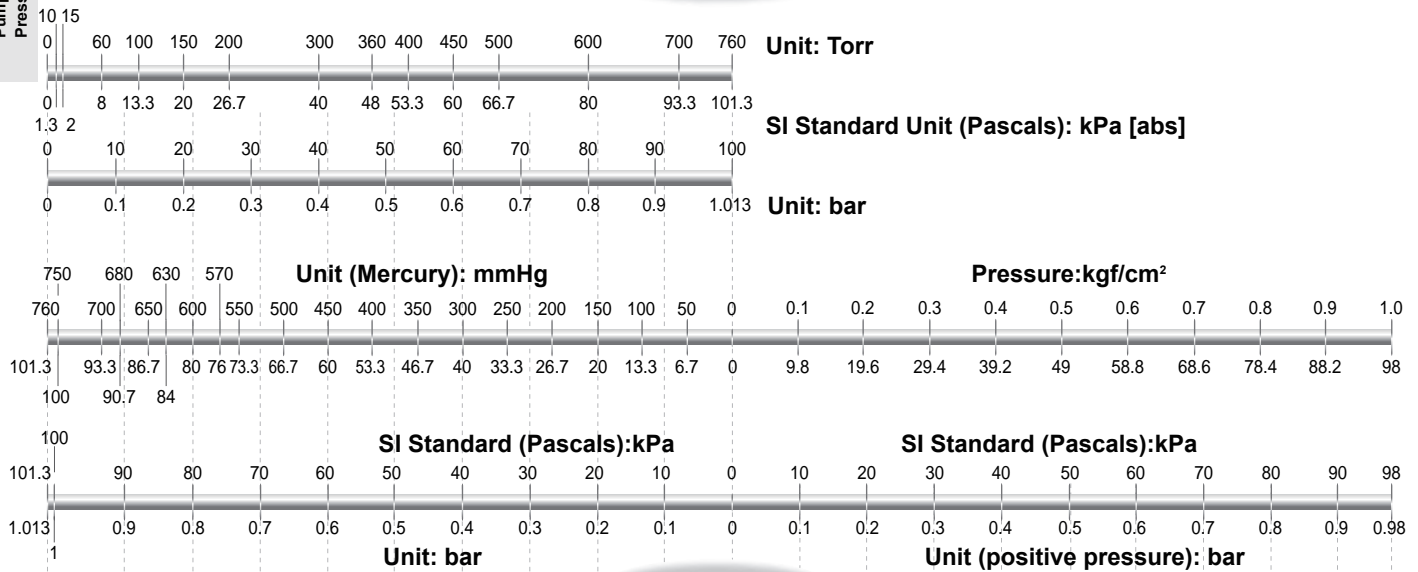 Pump
Press
10 15
0 60 100 150 200 300 360 400 450 500 600 700 760 Unit: Torr
0 8 13.3 20 26.7 40 48 53.3 60 66.7 80 93.3 101.3
1.3 2 SI Standard Unit (Pascals): kPa [abs]
0 10 20 30 40 50 60 70 80 90 100
0 0.1 0.2 0.3 0.4 0.5 0.6 0.7 0.8 0.9 1.013 Unit: bar
750 680 630 570 Unit (Mercury): mmHg Pressure:kgf/cm²
760 700 650 600 550 500 450 400 350 300 250 200 150 100 50 0 0.1 0.2 0.3 0.4 0.5 0.6 0.7 0.8 0.9 1.0
101.3 93.3 86.7 80 76 73.3 66.7 60 53.3 46.7 40 33.3 26.7 20 13.3 6.7 0 9.8 19.6 29.4 39.2 49 58.8 68.6 78.4 88.2 98
100 90.7 84
100 SI Standard (Pascals):kPa SI Standard (Pascals):kPa
101.3 90 80 70 60 50 40 30 20 10 0 10 20 30 40 50 60 70 80 90 98
1.013 0.9 0.8 0.7 0.6 0.5 0.4 0.3 0.2 0.1 0 0.1 0.2 0.3 0.4 0.5 0.6 0.7 0.8 0.9 0.98
1 Unit: bar Unit (positive pressure): bar